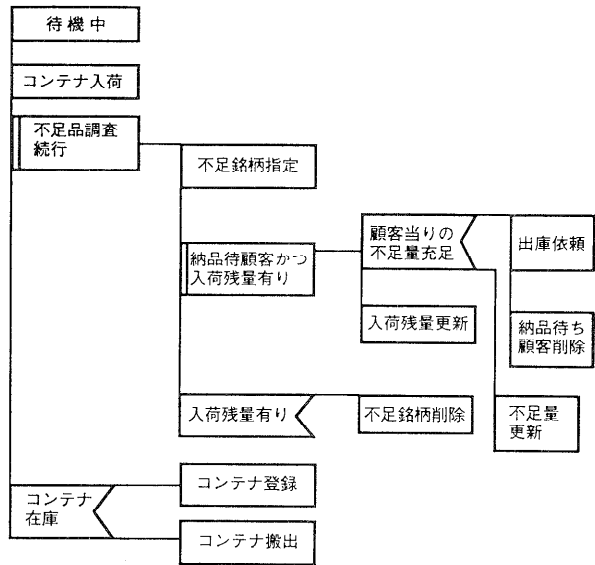 待機中
コンテナ入荷
不足品調査
続行
不足銘柄指定
納品待顧客かつ
入荷残量有り
顧客当りの
不足量充足
出庫依頼
納品待ち
顧客削除
不足量
更新
入荷残量更新
入荷残量有り
不足銘柄削除
コンテナ
在庫
コンテナ登録
コンテナ搬出